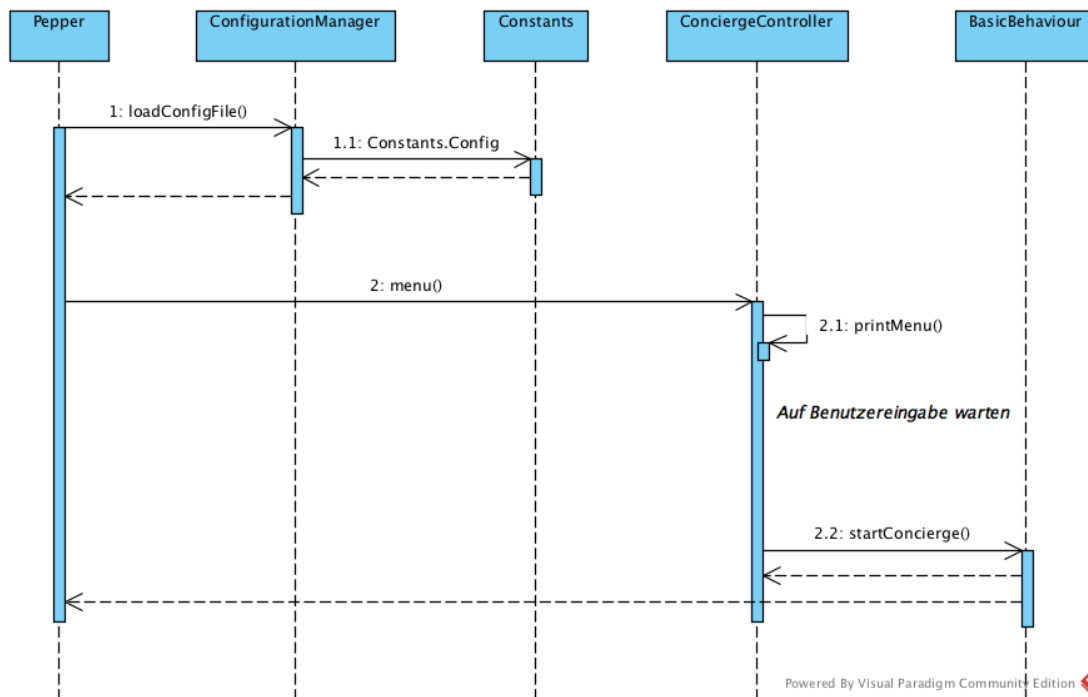 Pepper
ConfigurationManager
Constants
ConciergeController
BasicBehaviour
1: loadConfigFile()
1.1: Constants.Config
2: menu()
2.1: printMenu()
Auf Benutzereingabe warten
2.2: startConcierge()
Powered By Visual Paradigm Community Edition